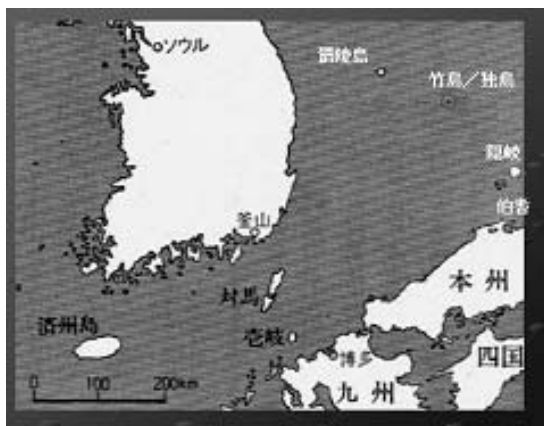 ソウル
鬱陵島
竹島／独島
隠岐
伯耆
釜山
対馬
本州
済州島
壱岐
博多
四国
九州
0 100 200km